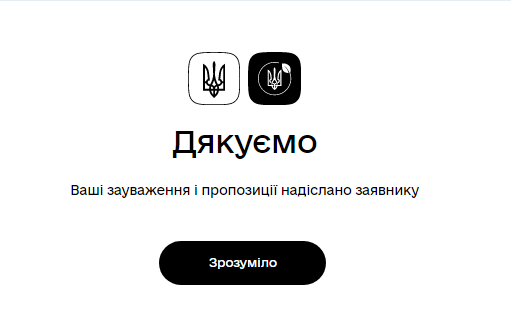 Дякуємо
Ваші зауваження і пропозиції надіслано заявнику
Зрозуміло